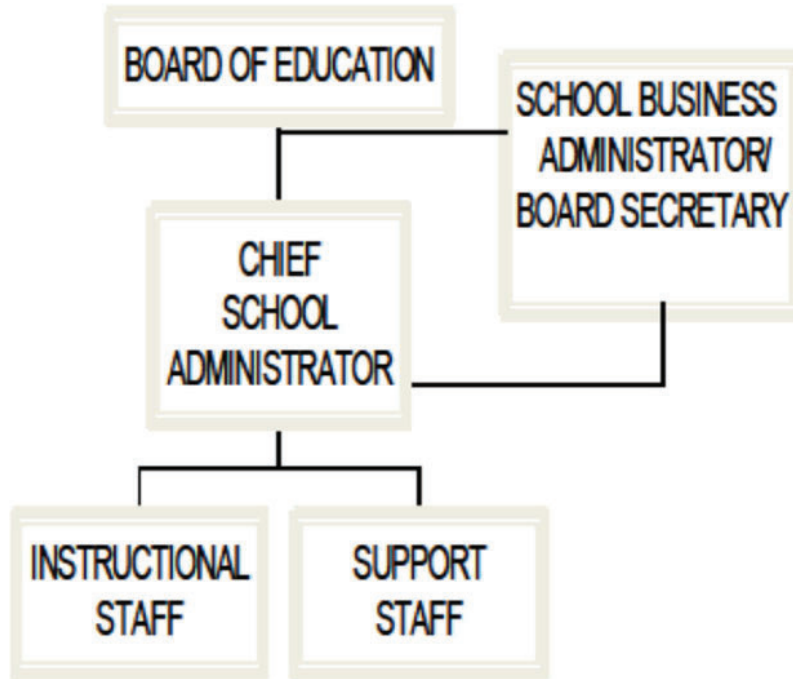 BOARD OF EDUCATION
SCHOOL BUSINESS
ADMINISTRATOR/
BOARD SECRETARY
CHIEF
SCHOOL
ADMINISTRATOR
INSTRUCTIONAL
STAFF
SUPPORT
STAFF